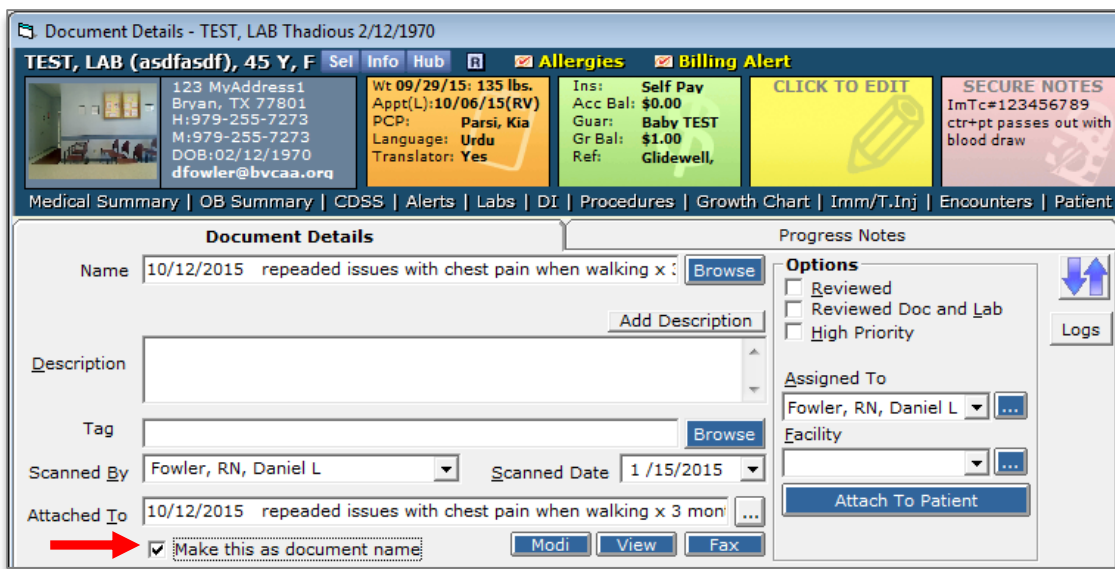 Document Details - TEST, LAB Thadious 2/12/1970
TEST, LAB (asdfasdf), 45 Y, F Sel Info Hub R Allergies Billing Alert
123 MyAddress1
Bryan, TX 77801
H:979-255-7273
M:979-255-7273
DOB:02/12/1970
dfowler@bvcaa.org
Wt 09/29/15: 135 lbs.
Appt(L):10/06/15(RV)
PCP: Parsi, Kia
Language: Urdu
Translator: Yes
Ins: Self Pay
Acc Bal: $0.00
Guar: Baby TEST
Gr Bal: $1.00
Ref: Glidewell,
CLICK TO EDIT
SECURE NOTES
ImTc#123456789
ctr+pt passes out with
blood draw
Medical Summary | OB Summary | CDSS | Alerts | Labs | DI | Procedures | Growth Chart | Imm/T.Inj | Encounters | Patient
Document Details
Progress Notes
Name 10/12/2015 repeaded issues with chest pain when walking x Browse
Add Description
Description
Tag Browse
Scanned By Fowler, RN, Daniel L Scanned Date 1 /15/2015
Attached To 10/12/2015 repeaded issues with chest pain when walking x 3 mon ...
Make this as document name Modi View Fax
Options
Reviewed
Reviewed Doc and Lab
High Priority
Assigned To
Fowler, RN, Daniel L ...
Facility
...
Attach To Patient
Logs